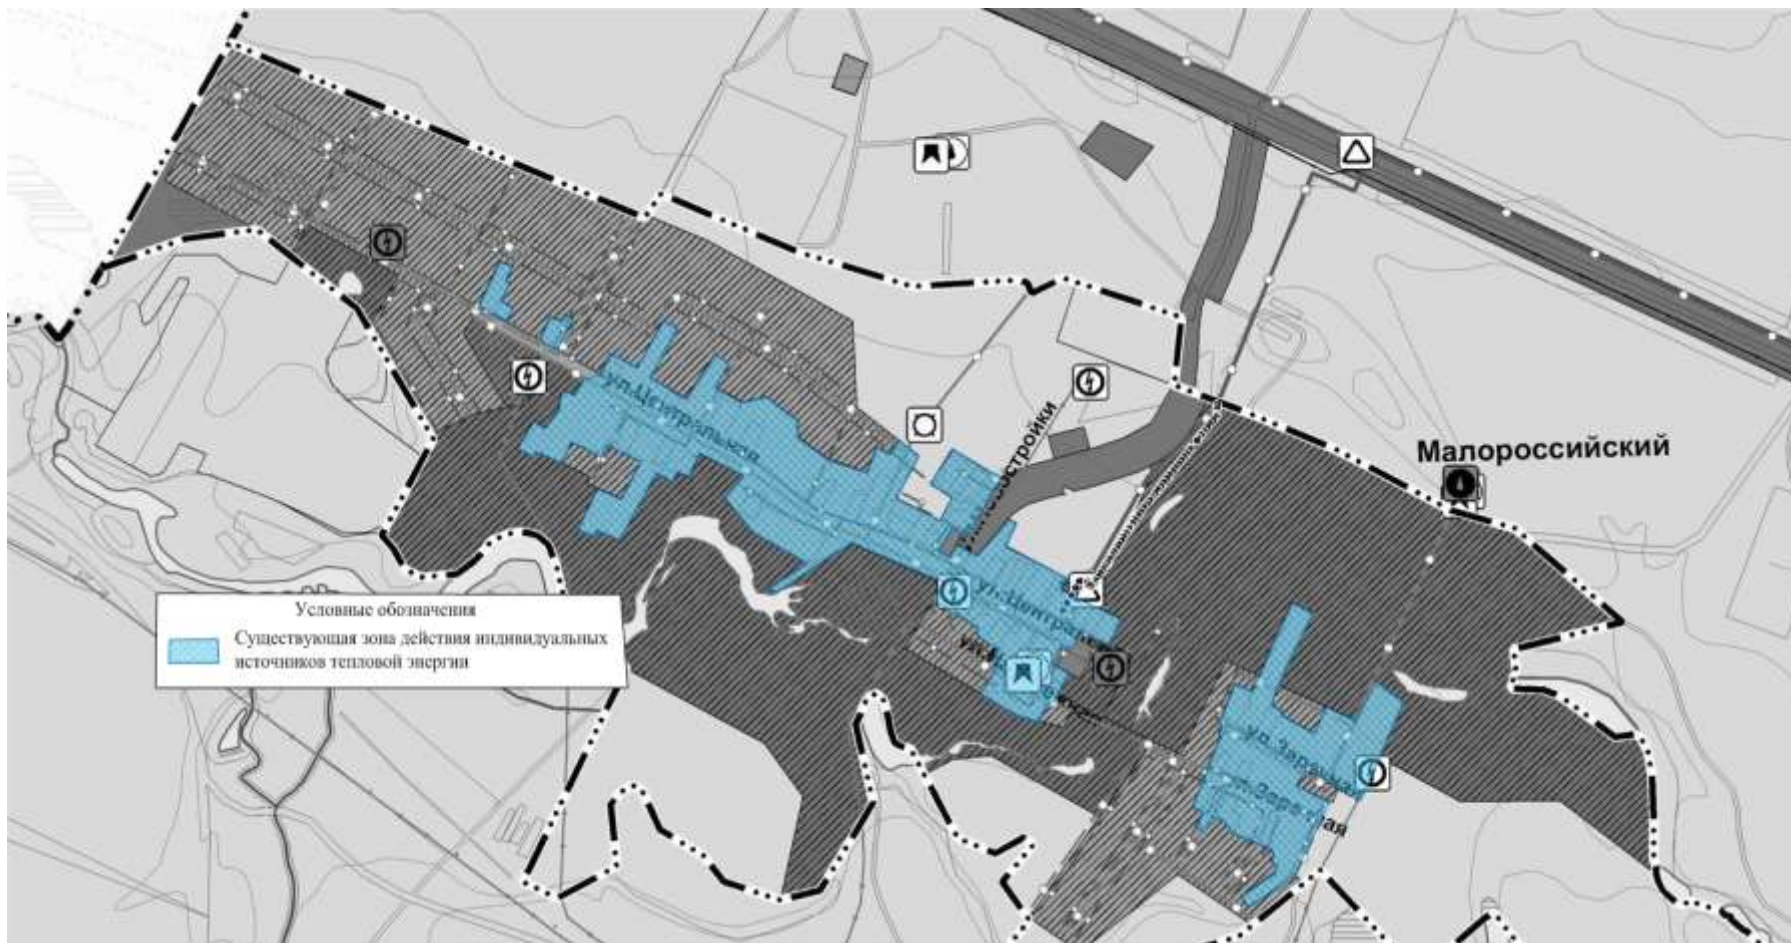 ул.Центральная
Малороссийский
ул.Центральная
Условные обозначения
Существующая зона действия индивидуальных
источников тепловой энергии
ул.Заречная
ул.Заречная